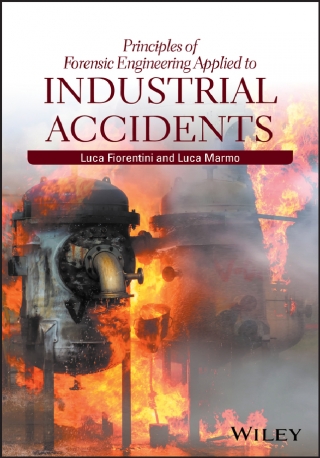 Principles of
Forensic Engineering Applied to
INDUSTRIAL
ACCIDENTS
Luca Fiorentini and Luca Marmo
WILEY